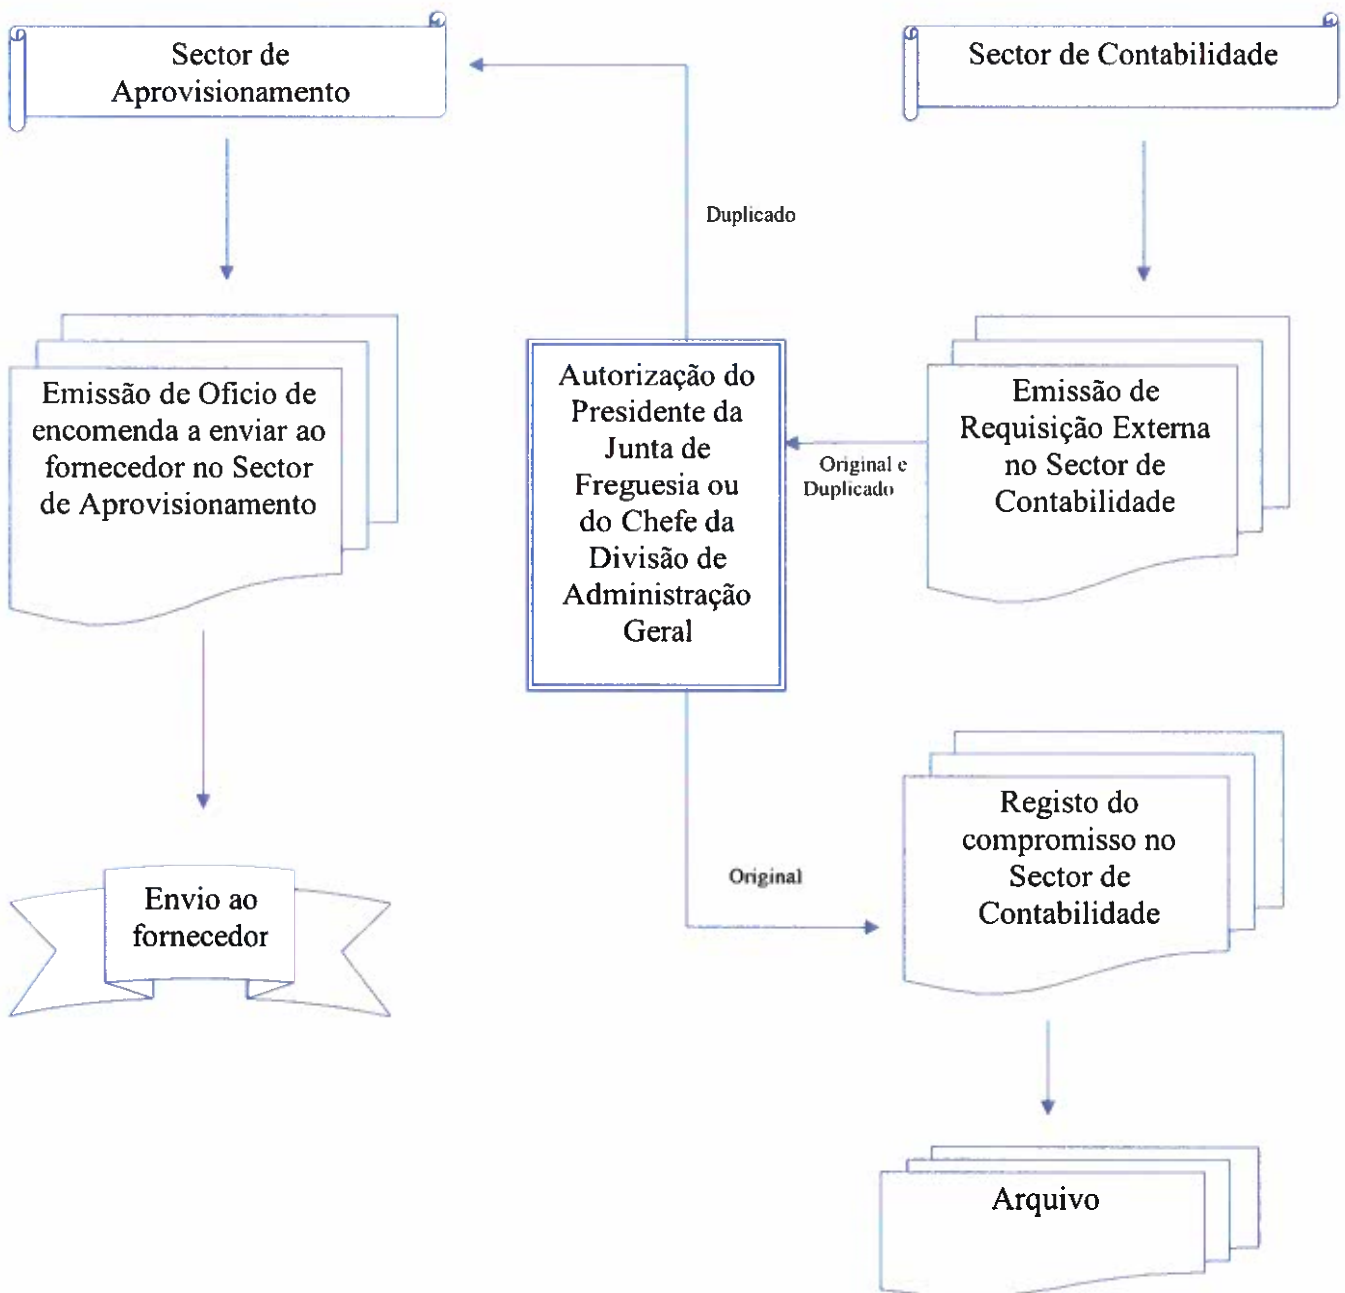 Sector de
Aprovisionamento
Sector de Contabilidade
Duplicado
Emissão de Oficio de
encomenda a enviar ao
fornecedor no Sector
de Aprovisionamento
Autorização do
Presidente da
Junta de
Freguesia ou
do Chefe da
Divisão de
Administração
Geral
Original e
Duplicado
Emissão de
Requisição Externa
no Sector de
Contabilidade
Original
Registo do
compromisso no
Sector de
Contabilidade
Envio ao
fornecedor
Arquivo